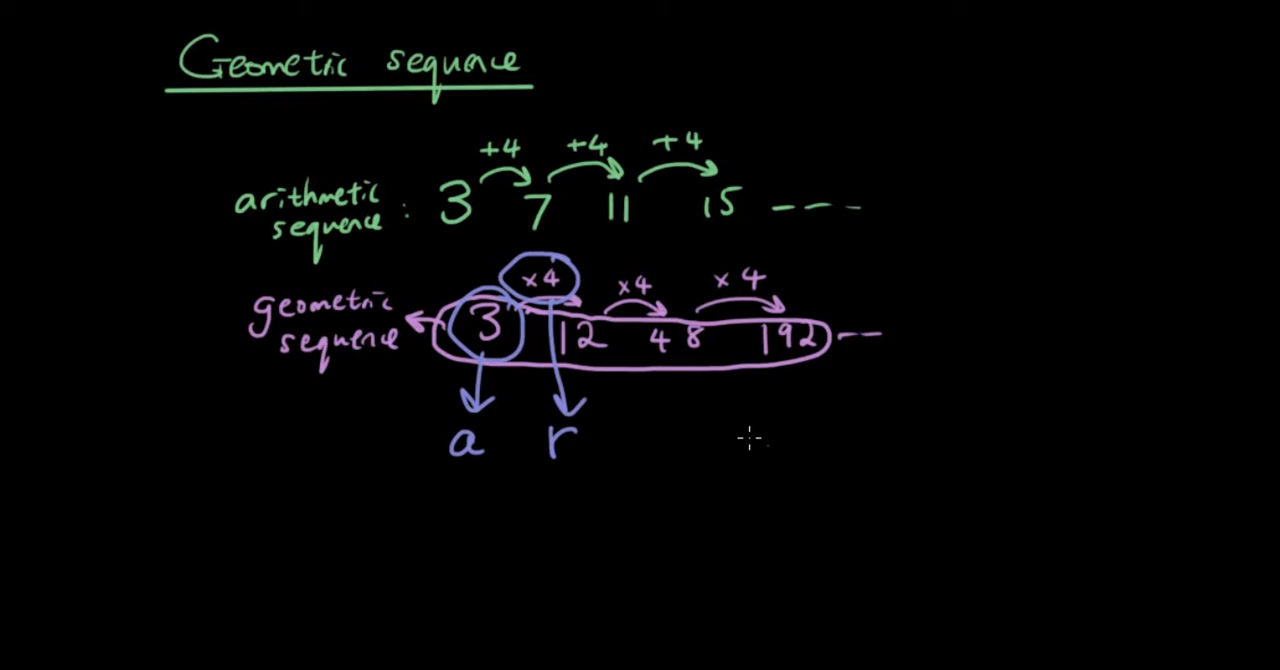 Geometic sequence
+4 +4 +4
arithmetic sequence : 3 7 11 15 ----
×4 ×4 ×4
geometric sequence 3 12 48 192 --
a r